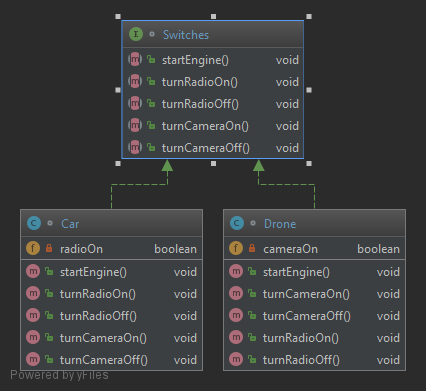 I Switches
m startEngine() void
m turnRadioOn() void
m turnRadioOff() void
m turnCameraOn() void
m turnCameraOff() void
C Car
f radioOn boolean
m startEngine() void
m turnRadioOn() void
m turnRadioOff() void
m turnCameraOn() void
m turnCameraOff() void
C Drone
f cameraOn boolean
m startEngine() void
m turnCameraOn() void
m turnCameraOff() void
m turnRadioOn() void
m turnRadioOff() void
Powered by yFiles